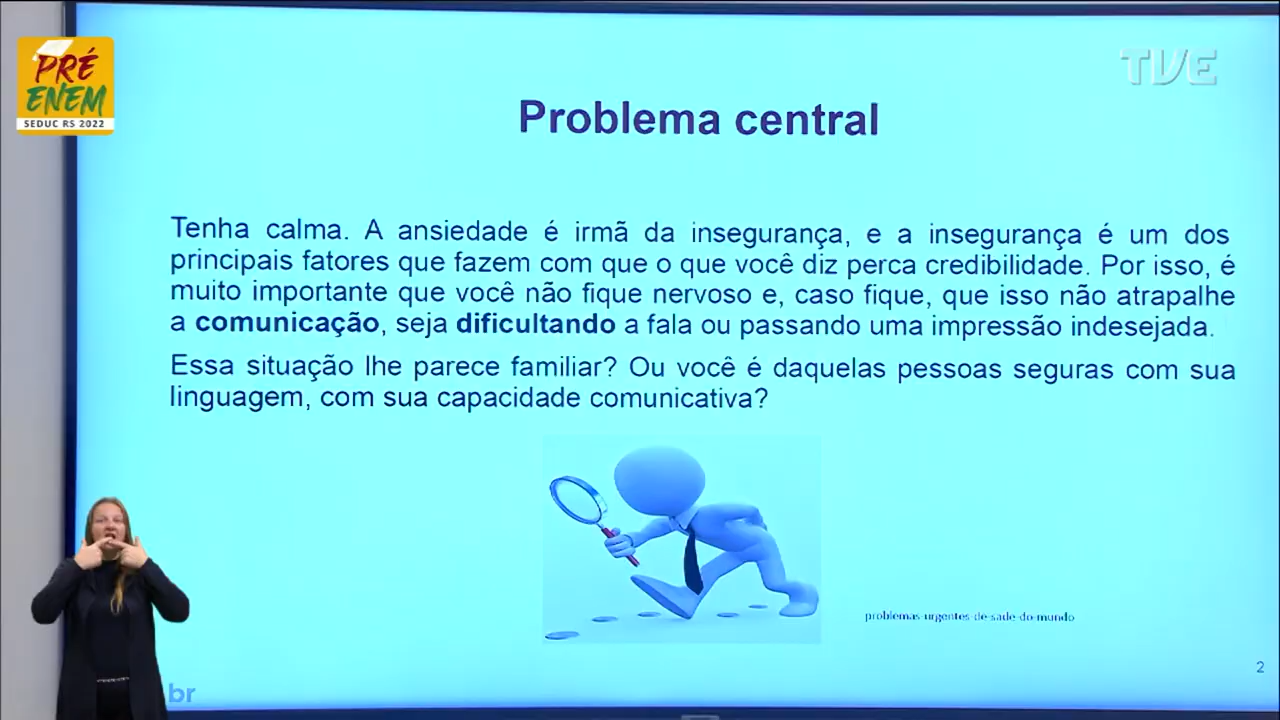 PRÉ
ENEM
SEDUC RS 2022
TVE
Problema central
Tenha calma. A ansiedade é irmã da insegurança, e a insegurança é um dos
principais fatores que fazem com que o que você diz perca credibilidade. Por isso, é
muito importante que você não fique nervoso e, caso fique, que isso não atrapalhe
a comunicação, seja dificultando a fala ou passando uma impressão indesejada.
Essa situação lhe parece familiar? Ou você é daquelas pessoas seguras com sua
linguagem, com sua capacidade comunicativa?
problemas-urgentes-de-sade-do-mundo
2
br